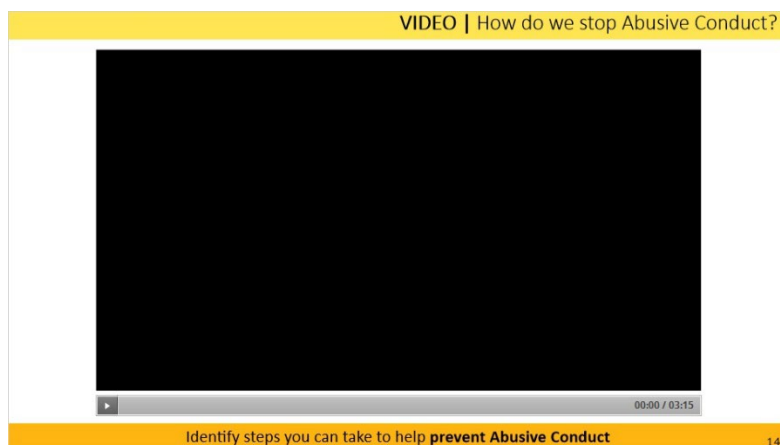 VIDEO | How do we stop Abusive Conduct?
00:00 / 03:15
Identify steps you can take to help prevent Abusive Conduct
14